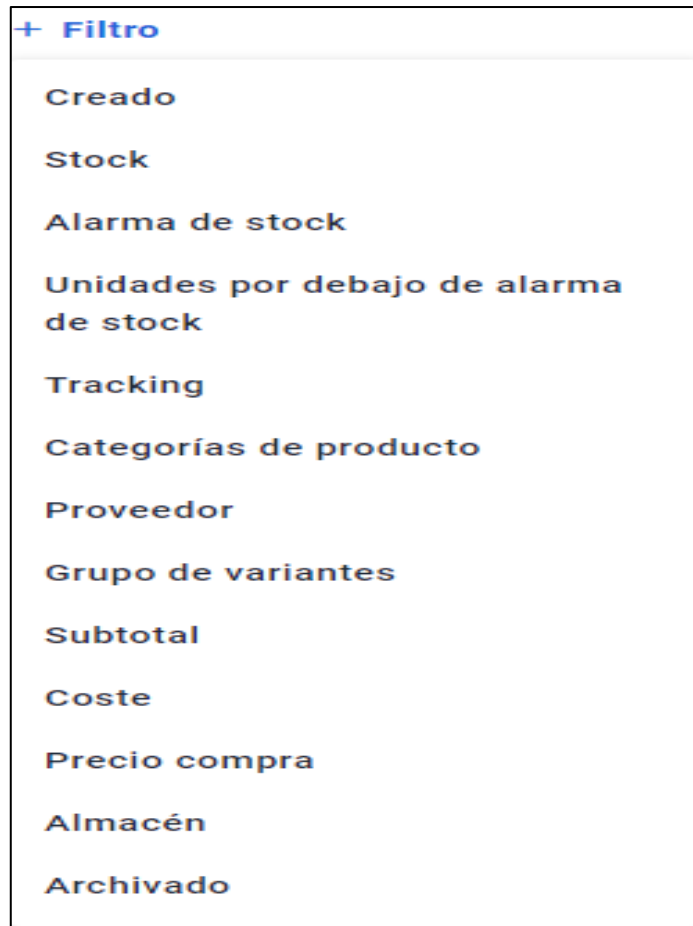 + Filtro
Creado
Stock
Alarma de stock
Unidades por debajo de alarma
de stock
Tracking
Categorías de producto
Proveedor
Grupo de variantes
Subtotal
Coste
Precio compra
Almacén
Archivado